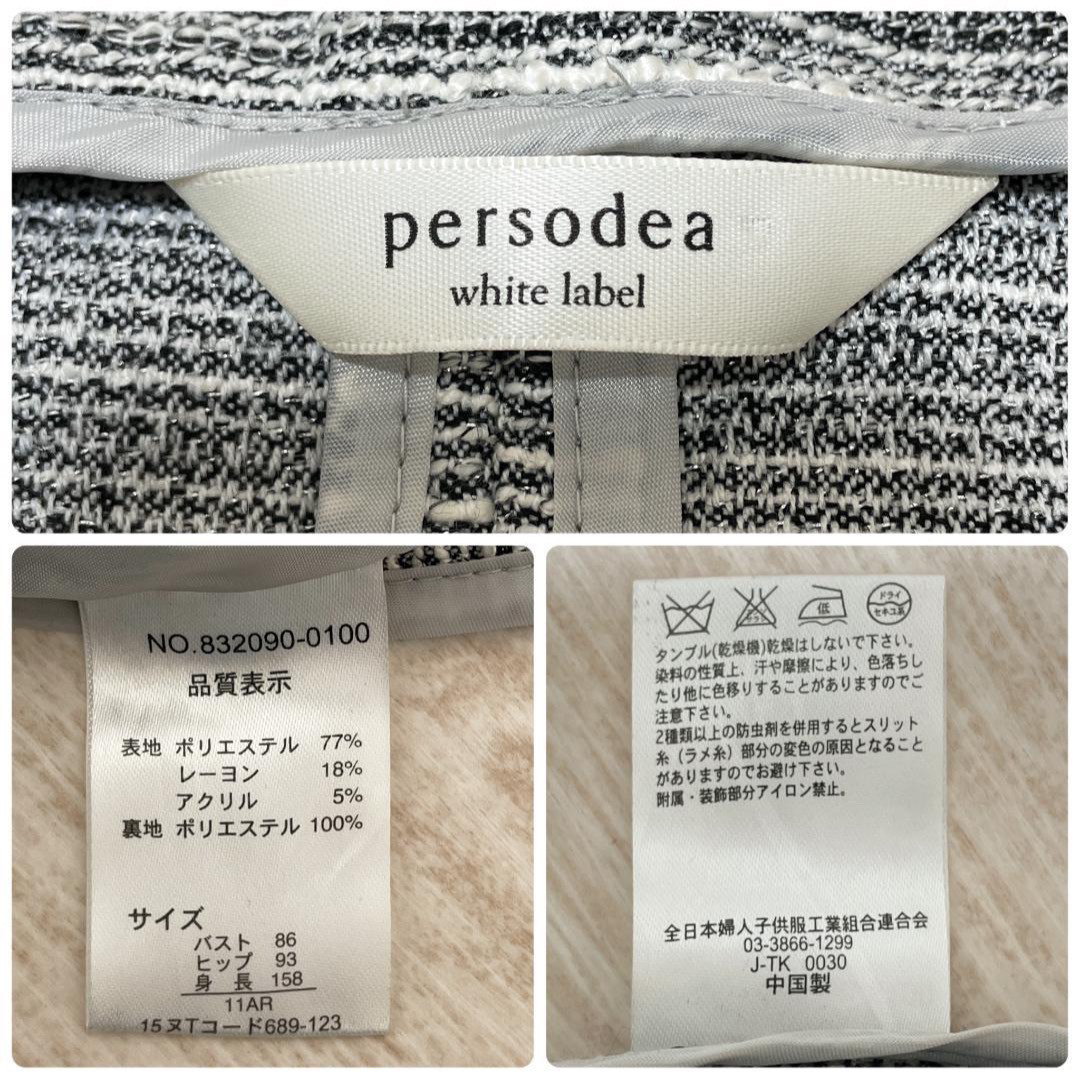 persodea
white label
NO.832090-0100
品質表示
表地 ポリエステル 77%
レーヨン 18%
アクリル 5%
裏地 ポリエステル 100%
サイズ
バスト 86
ヒップ 93
身 長 158
11AR
15ヌTコード689-123
エンソ
サラシ
低
ドライ
セキユ系
タンブル(乾燥機)乾燥はしないで下さい。
染料の性質上、汗や摩擦により、色落ちし
たり他に色移りすることがありますのでご
注意下さい。
2種類以上の防虫剤を併用するとスリット
糸(ラメ糸)部分の変色の原因となること
がありますのでお避け下さい。
附属・装飾部分アイロン禁止。
全日本婦人子供服工業組合連合会
03-3866-1299
J-TK 0030
中国製